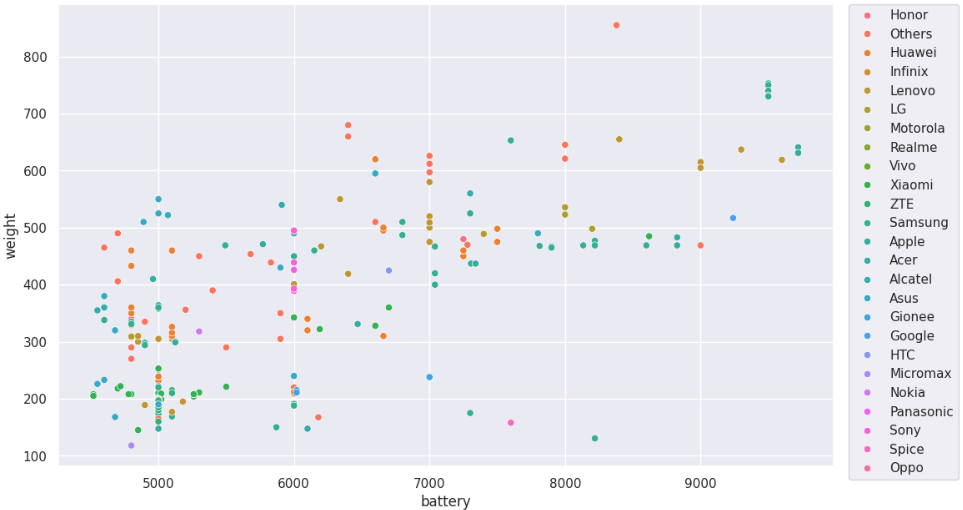 800
700
600
500
400
300
200
100
weight
5000 6000 7000 8000 9000
battery
Honor
Others
Huawei
Infinix
Lenovo
LG
Motorola
Realme
Vivo
Xiaomi
ZTE
Samsung
Apple
Acer
Alcatel
Asus
Gionee
Google
HTC
Micromax
Nokia
Panasonic
Sony
Spice
Oppo